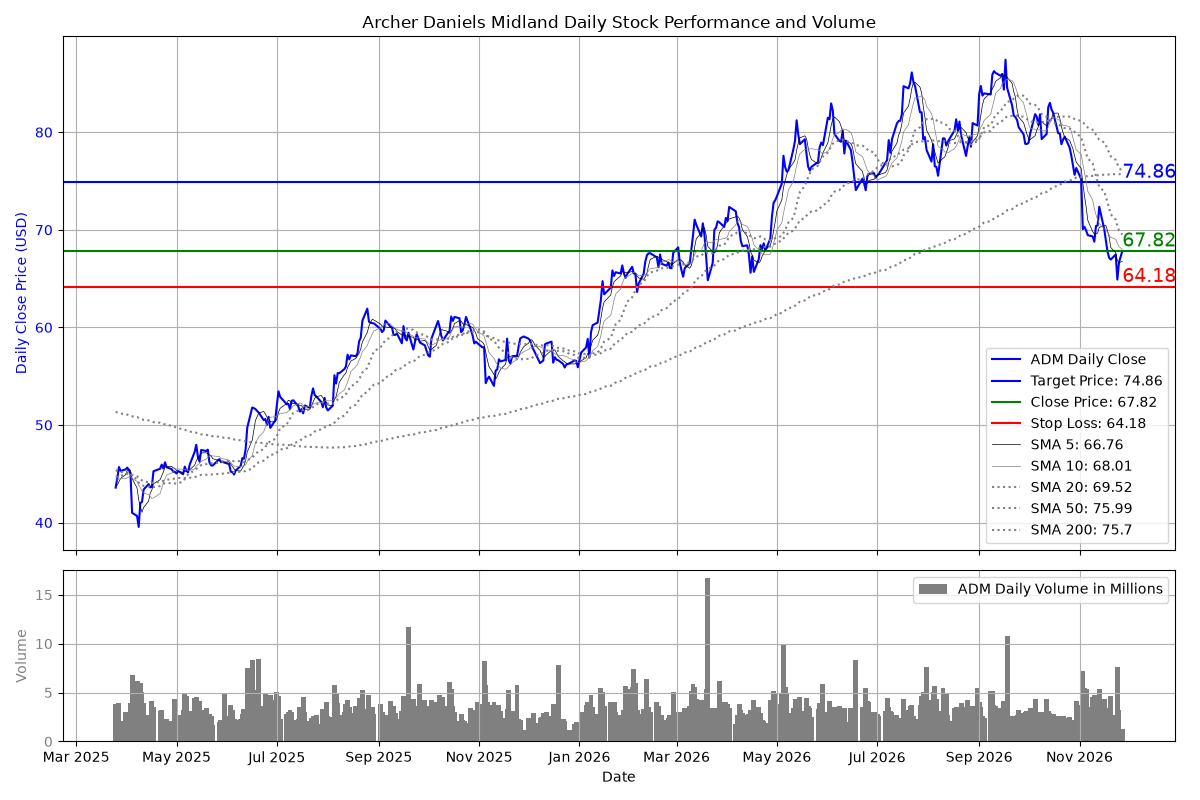 Archer Daniels Midland Daily Stock Performance and Volume
Daily Close Price (USD)
80
70
60
50
40
74.86
67.82
64.18
ADM Daily Close
Target Price: 74.86
Close Price: 67.82
Stop Loss: 64.18
SMA 5: 66.76
SMA 10: 68.01
SMA 20: 69.52
SMA 50: 75.99
SMA 200: 75.7
Volume
15
10
5
0
ADM Daily Volume in Millions
Mar 2025 May 2025 Jul 2025 Sep 2025 Nov 2025 Jan 2026 Mar 2026 May 2026 Jul 2026 Sep 2026 Nov 2026
Date